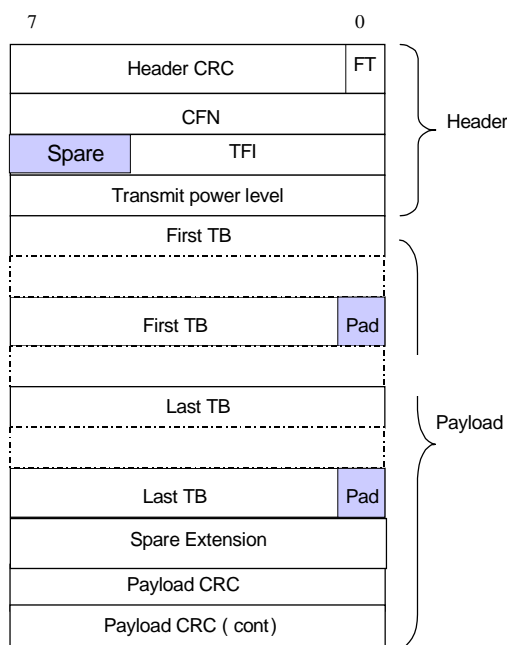 7 0
Header CRC FT
CFN
Header
Spare TFI
Transmit power level
First TB
First TB Pad
Last TB
Payload
Last TB Pad
Spare Extension
Payload CRC
Payload CRC ( cont)